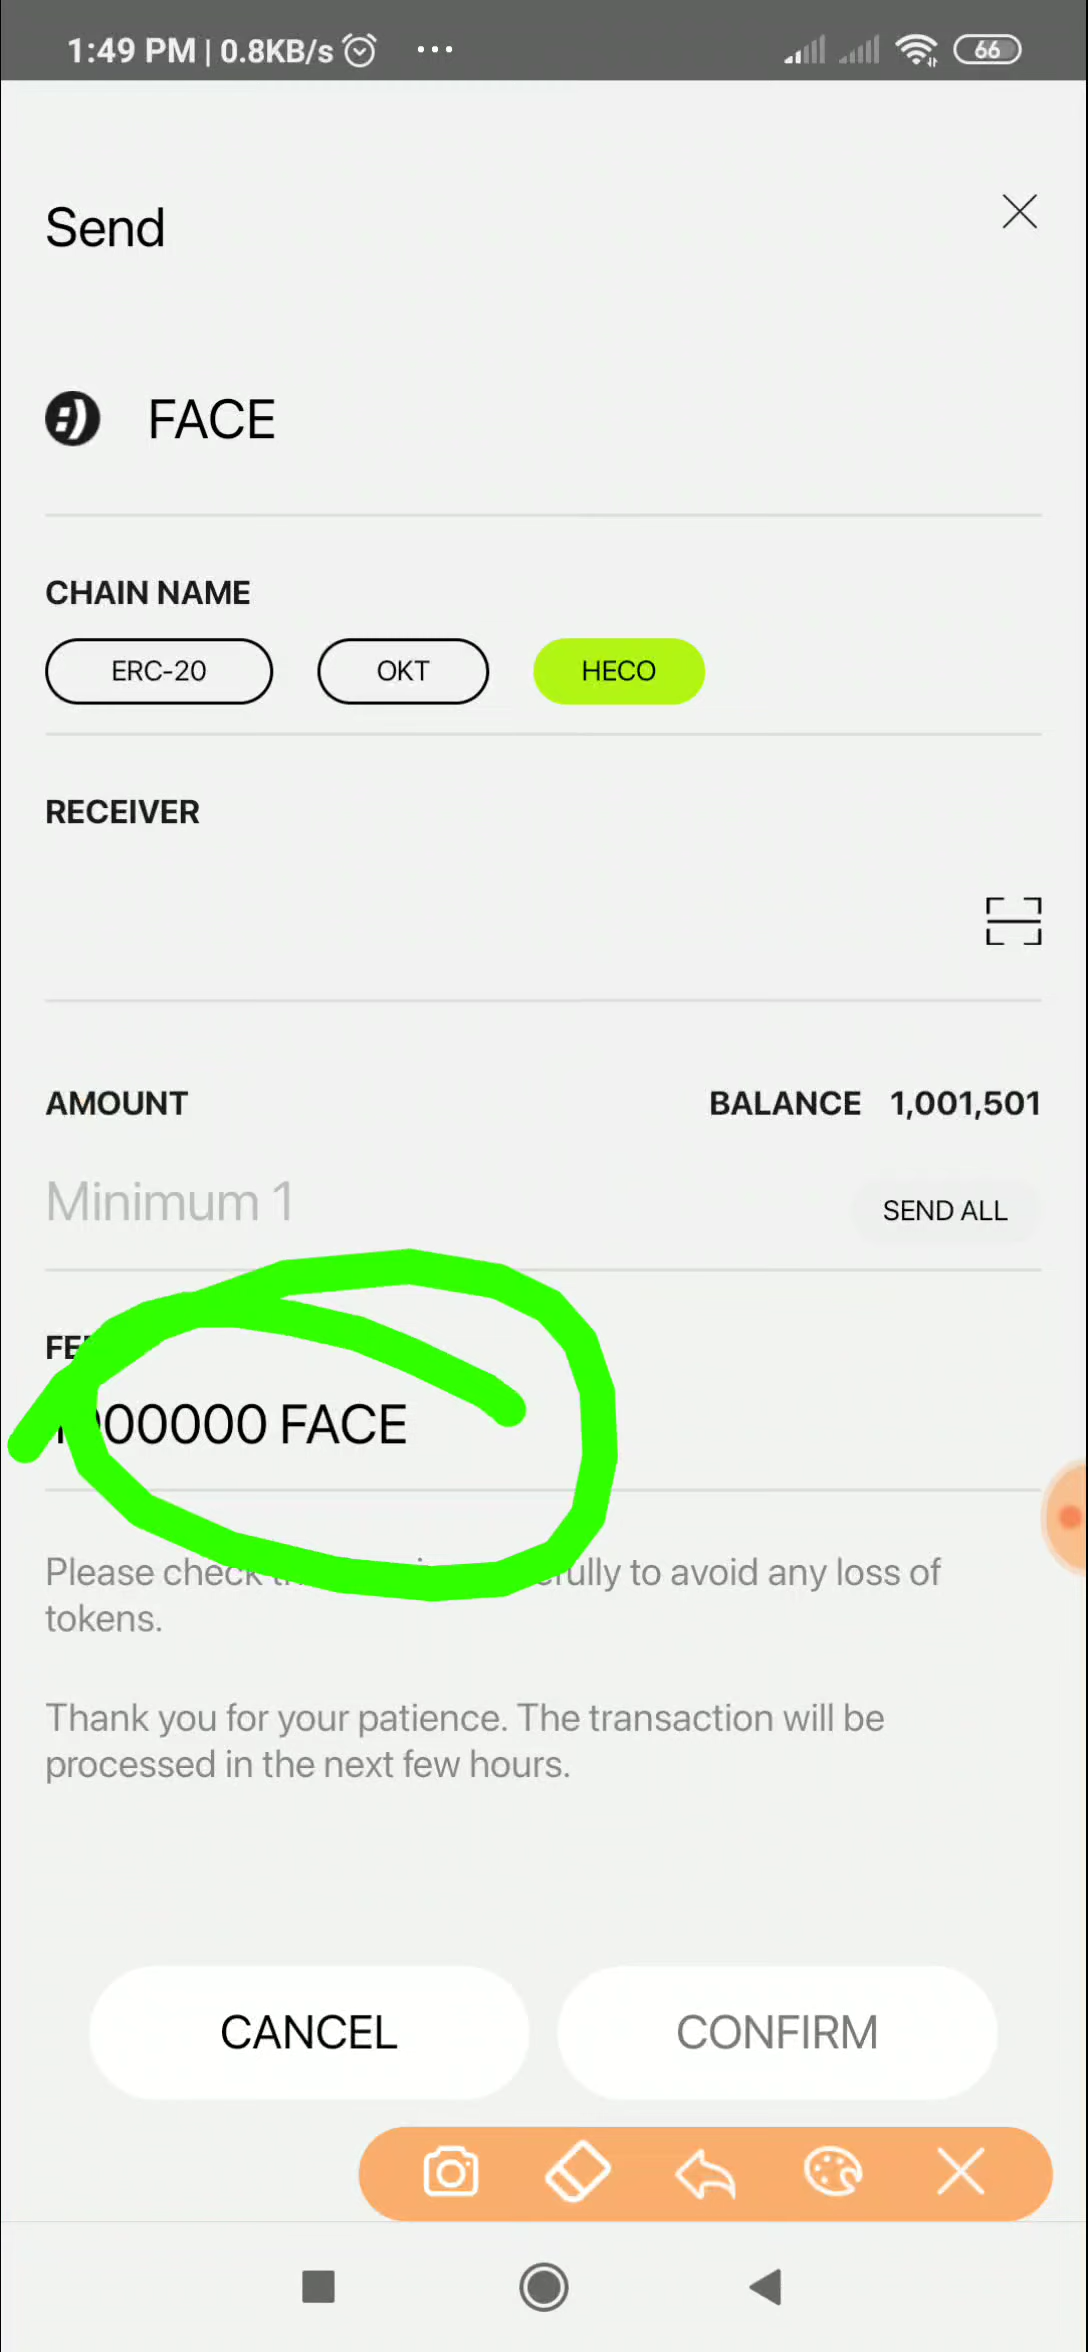 1:49 PM | 0.8KB/s ... 66
Send
:) FACE
CHAIN NAME
ERC-20 OKT HECO
RECEIVER
AMOUNT BALANCE 1,001,501
Minimum 1 SEND ALL
00000 FACE
Please check carefully to avoid any loss of
tokens.
Thank you for your patience. The transaction will be
processed in the next few hours.
CANCEL CONFIRM